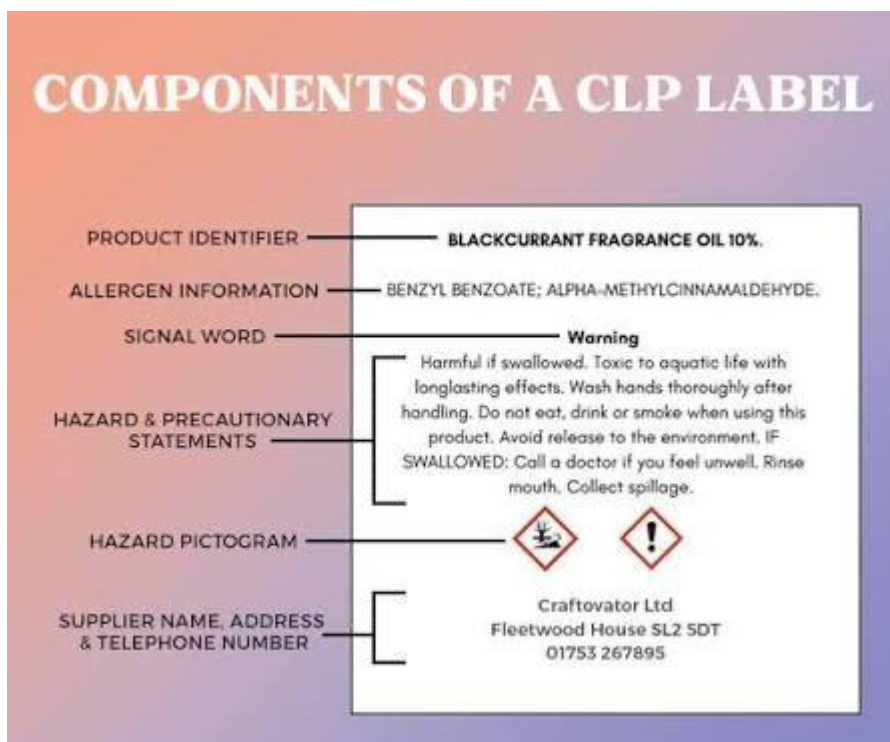 COMPONENTS OF A CLP LABEL
PRODUCT IDENTIFIER
BLACKCURRANT FRAGRANCE OIL 10%.
ALLERGEN INFORMATION
BENZYL BENZOATE; ALPHA-METHYLCINNAMALDEHYDE.
SIGNAL WORD
Warning
HAZARD & PRECAUTIONARY
STATEMENTS
Harmful if swallowed. Toxic to aquatic life with
longlasting effects. Wash hands thoroughly after
handling. Do not eat, drink or smoke when using this
product. Avoid release to the environment. IF
SWALLOWED: Call a doctor if you feel unwell. Rinse
mouth. Collect spillage.
HAZARD PICTOGRAM
SUPPLIER NAME, ADDRESS
& TELEPHONE NUMBER
Craftovator Ltd
Fleetwood House SL2 5DT
01753 267895